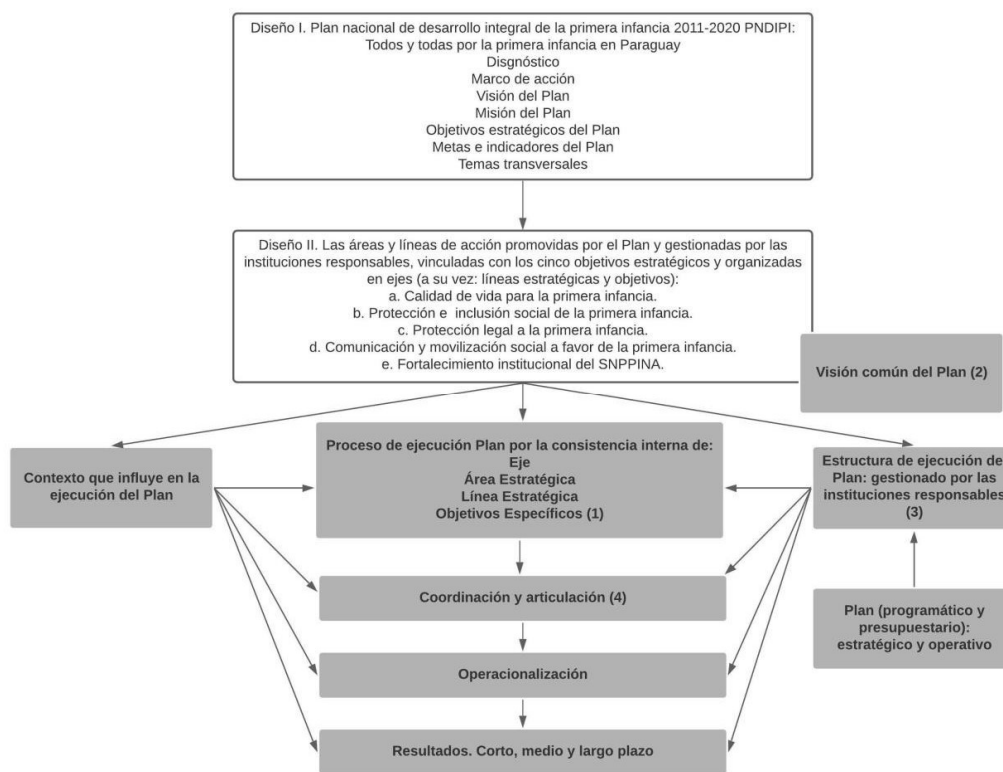 Diseño I. Plan nacional de desarrollo integral de la primera infancia 2011-2020 PNDIPI:
Todos y todas por la primera infancia en Paraguay
Disgnóstico
Marco de acción
Visión del Plan
Misión del Plan
Objetivos estratégicos del Plan
Metas e indicadores del Plan
Temas transversales
Diseño II. Las áreas y líneas de acción promovidas por el Plan y gestionadas por las
instituciones responsables, vinculadas con los cinco objetivos estratégicos y organizadas
en ejes (a su vez: líneas estratégicas y objetivos):
a. Calidad de vida para la primera infancia.
b. Protección e inclusión social de la primera infancia.
c. Protección legal a la primera infancia.
d. Comunicación y movilización social a favor de la primera infancia.
e. Fortalecimiento institucional del SNPPINA.
Visión común del Plan (2)
Contexto que influye en la
ejecución del Plan
Proceso de ejecución Plan por la consistencia interna de:
Eje
Área Estratégica
Línea Estratégica
Objetivos Específicos (1)
Estructura de ejecución de
Plan: gestionado por las
instituciones responsables
(3)
Coordinación y articulación (4)
Plan (programático y
presupuestario):
estratégico y operativo
Operacionalización
Resultados. Corto, medio y largo plazo